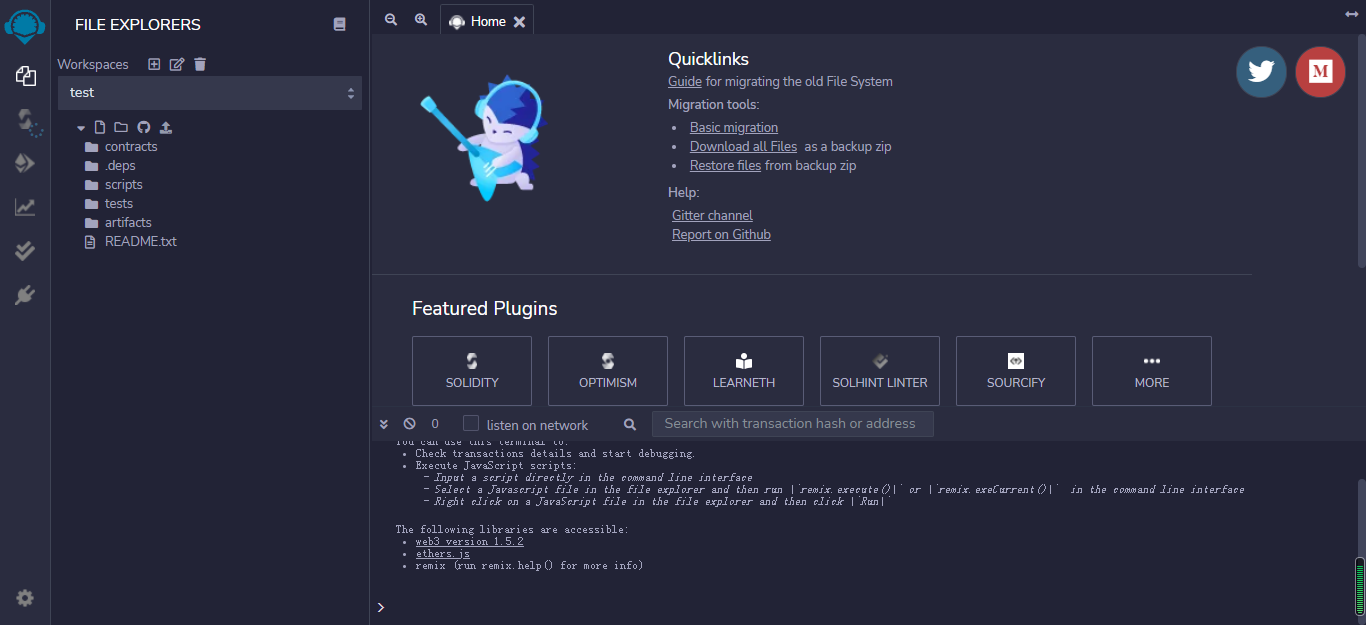 FILE EXPLORERS
Workspaces
test
contracts
.deps
scripts
tests
artifacts
README.txt
Home
Quicklinks
Guide for migrating the old File System
Migration tools:
Basic migration
Download all Files as a backup zip
Restore files from backup zip
Help:
Gitter channel
Report on Github
M
Featured Plugins
SOLIDITY
OPTIMISM
LEARNETH
SOLHINT LINTER
SOURCIFY
MORE
0
listen on network
Search with transaction hash or address
You can use this terminal to:
• Check transactions details and start debugging.
• Execute JavaScript scripts:
- Input a script directly in the command line interface
- Select a Javascript file in the file explorer and then run |`remix.execute()|` or |`remix.exeCurrent()|` in the command line interface
- Right click on a JavaScript file in the file explorer and then click |`Run|`
The following libraries are accessible:
• web3 version 1.5.2
• ethers.js
• remix (run remix.help() for more info)
>